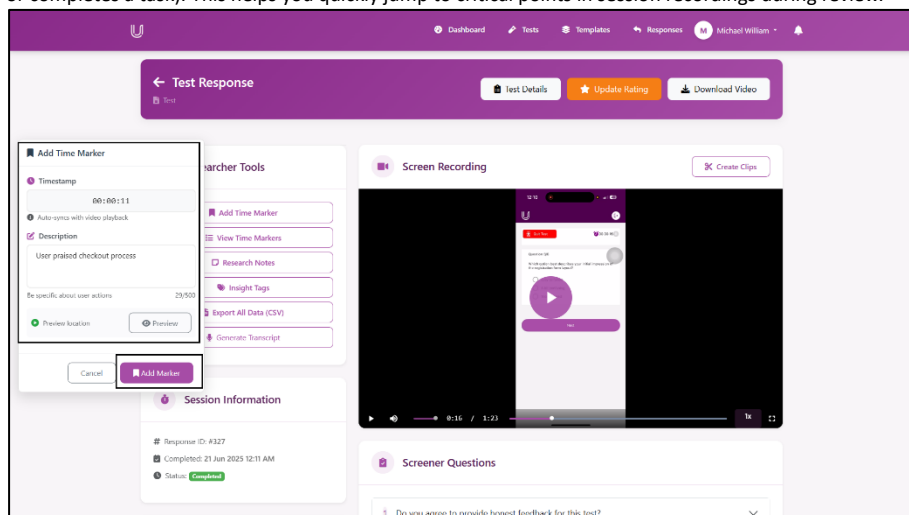 or completes a task). This helps you quickly jump to critical points in session recordings during review.
Dashboard Tests Templates Responses M Michael William
← Test Response
Test
Test Details Update Rating Download Video
Add Time Marker
Timestamp
00:00:11
Auto-syncs with video playback
Description
User praised checkout process
Be specific about user actions 29/500
Preview location Preview
Cancel Add Marker
earcher Tools
Add Time Marker
View Time Markers
Research Notes
Insight Tags
Export All Data (CSV)
Generate Transcript
Session Information
# Response ID: #327
Completed: 21 Jun 2025 12:11 AM
Status: Completed
Screen Recording
Create Clips
0:16 / 1:23
1x
Screener Questions
Do you agree to provide honest feedback for this test?